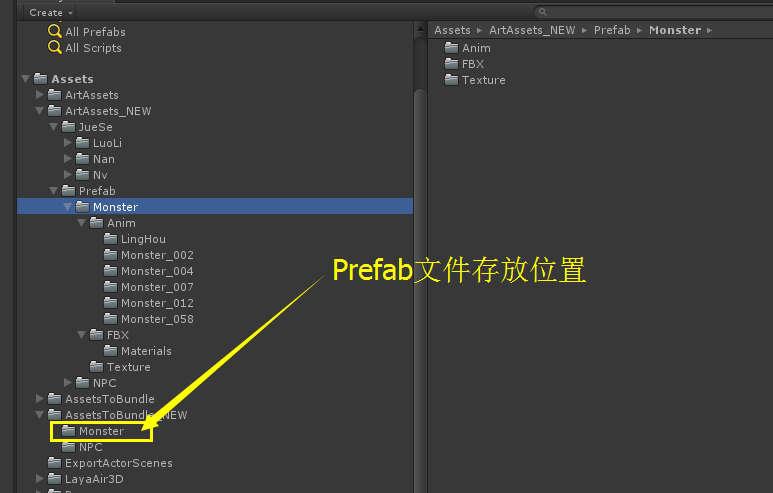 Create
All Prefabs
All Scripts
Assets
ArtAssets
ArtAssets_NEW
JueSe
LuoLi
Nan
Nv
Prefab
Monster
Anim
LingHou
Monster_002
Monster_004
Monster_007
Monster_012
Monster_058
FBX
Materials
Texture
NPC
AssetsToBundle
AssetsToBundle_NEW
Monster
NPC
ExportActorScenes
LayaAir3D
Assets ▸ ArtAssets_NEW ▸ Prefab ▸ Monster ▸
Anim
FBX
Texture
Prefab文件存放位置